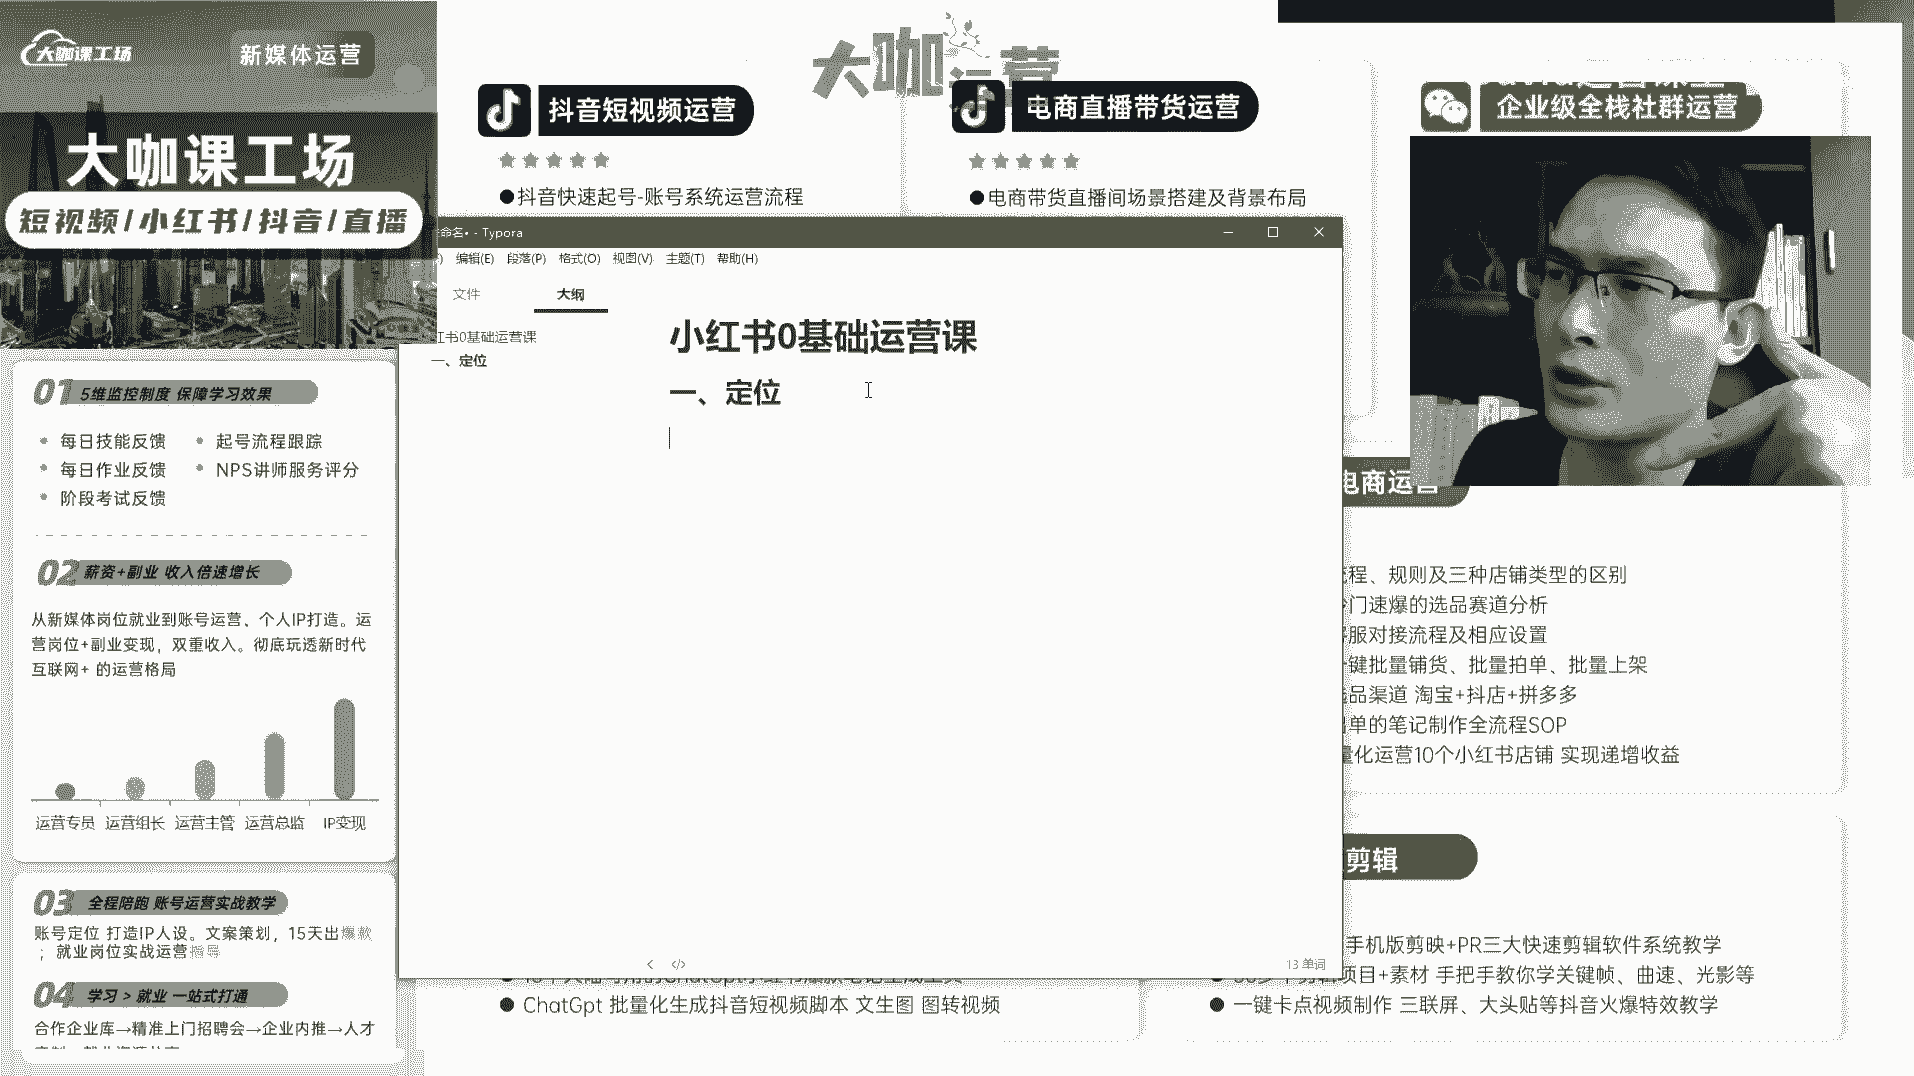 大咖课工场
新媒体运营
大咖课工场
短视频/小红书/抖音/直播
01 5维监控制度 保障学习效果
每日技能反馈
起号流程跟踪
每日作业反馈
NPS讲师服务评分
阶段考试反馈
02 薪资+副业 收入倍速增长
从新媒体岗位就业到账号运营、个人IP打造。运
营岗位+副业变现，双重收入。彻底玩透新时代
互联网+ 的运营格局
运营专员 运营组长 运营主管 运营总监 IP变现
03 全程陪跑 账号运营实战教学
账号定位 打造IP人设。文案策划，15天出爆款
；就业岗位实战运营指导
04 学习 > 就业 一站式打通
合作企业库→精准上门招聘会→企业内推→人才
大咖运营
抖音短视频运营
●抖音快速起号-账号系统运营流程
电商直播带货运营
●电商带货直播间场景搭建及背景布局
企业级全栈社群运营
命名• - Typora
编辑(E) 段落(P) 格式(O) 视图(V) 主题(T) 帮助(H)
文件
大纲
红书0基础运营课
一、定位
小红书0基础运营课
一、定位
13 单词
电商运营
程、规则及三种店铺类型的区别
门速爆的选品赛道分析
服对接流程及相应设置
键批量铺货、批量拍单、批量上架
品渠道 淘宝+抖店+拼多多
单的笔记制作全流程SOP
量化运营10个小红书店铺 实现递增收益
剪辑
手机版剪映+PR三大快速剪辑软件系统教学
项目+素材 手把手教你学关键帧、曲速、光影等
● 一键卡点视频制作 三联屏、大头贴等抖音火爆特效教学
● ChatGpt 批量化生成抖音短视频脚本 文生图 图转视频